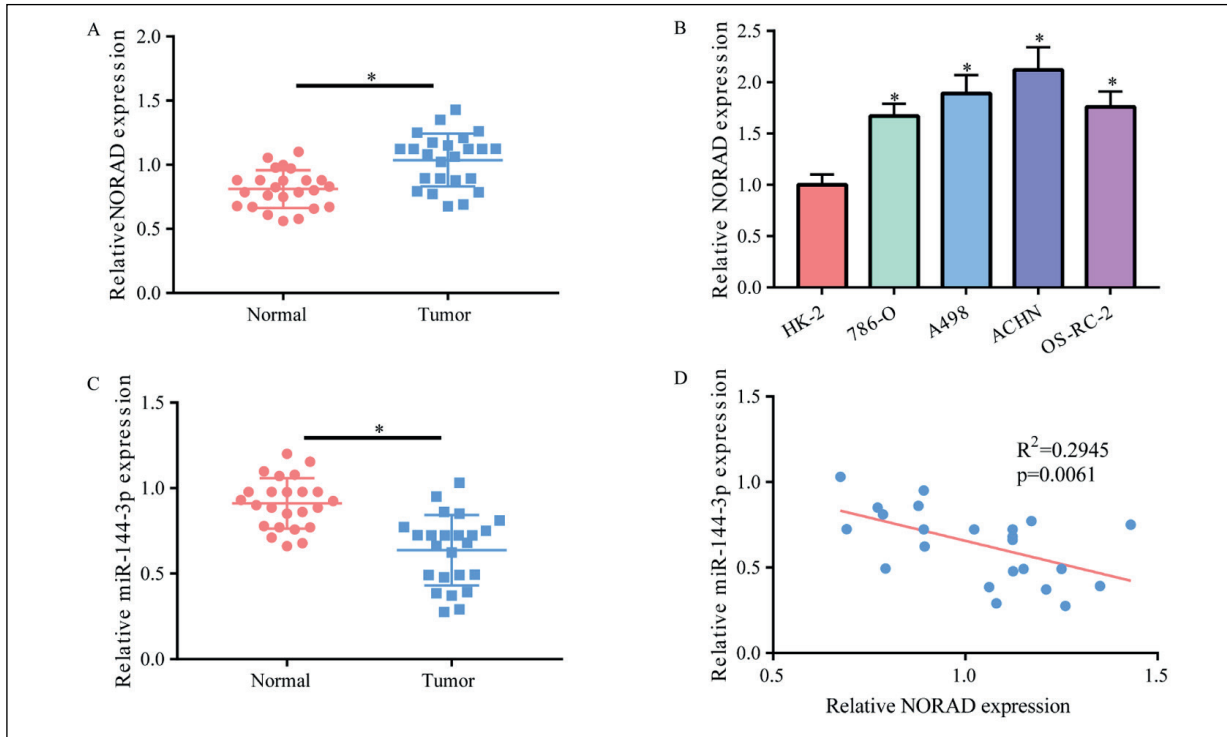 A
Relative NORAD expression
2.0
1.5
1.0
0.5
0.0
*
Normal
Tumor
B
Relative NORAD expression
2.5
2.0
1.5
1.0
0.5
0.0
*
*
*
*
HK-2
786-O
A498
ACHN
OS-RC-2
C
Relative miR-144-3p expression
1.5
1.0
0.5
0.0
*
Normal
Tumor
D
Relative miR-144-3p expression
1.5
1.0
0.5
0.0
R²=0.2945
p=0.0061
0.5
1.0
1.5
Relative NORAD expression